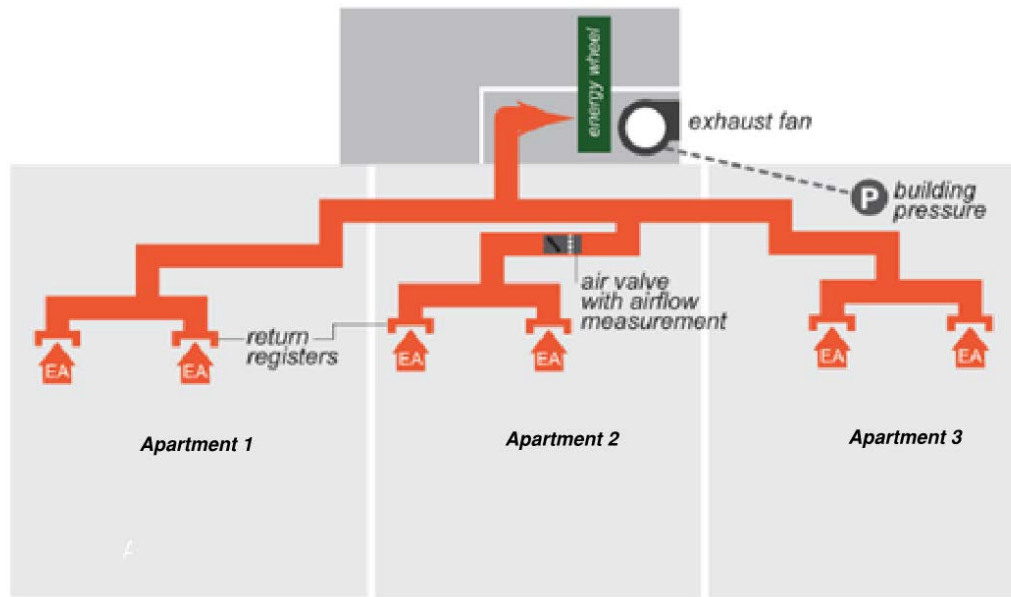 energy wheel
exhaust fan
P
building
pressure
air valve
with airflow
measurement
return
registers
EA
EA
EA
EA
EA
EA
Apartment 1
Apartment 2
Apartment 3